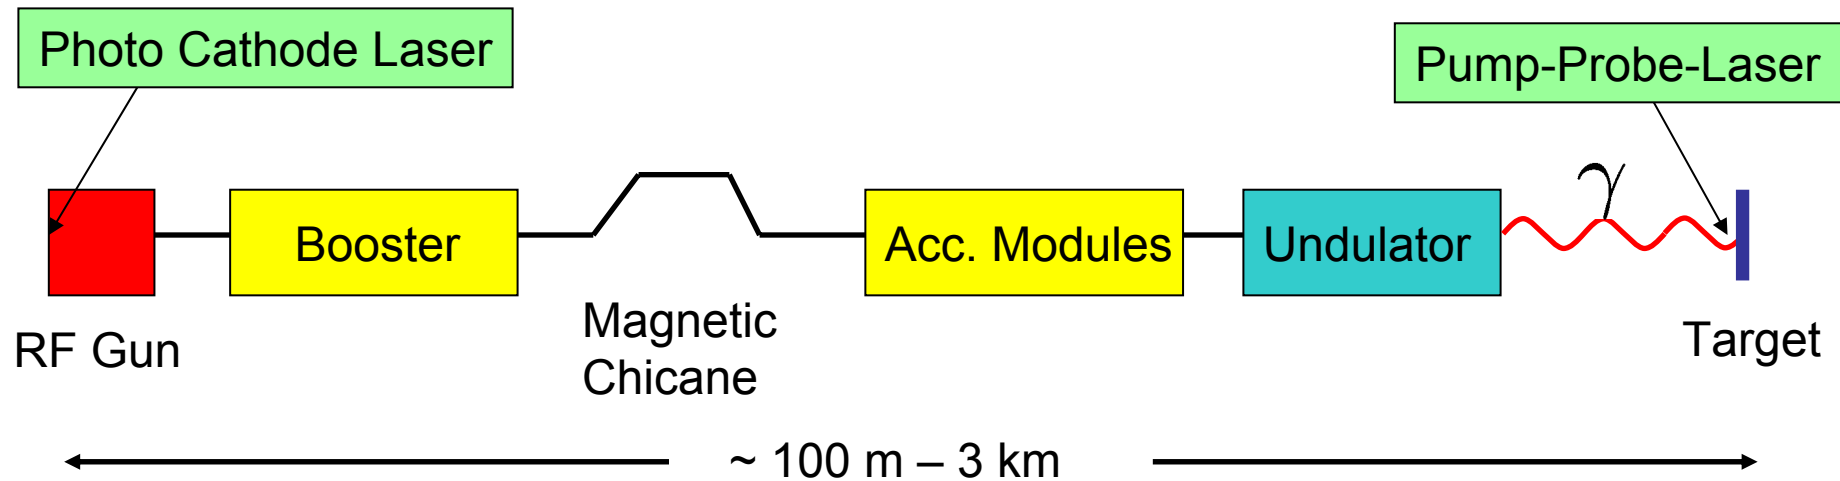 Photo Cathode Laser
Pump-Probe-Laser
γ
Booster
Acc. Modules
Undulator
RF Gun
Magnetic
Chicane
Target
~ 100 m – 3 km